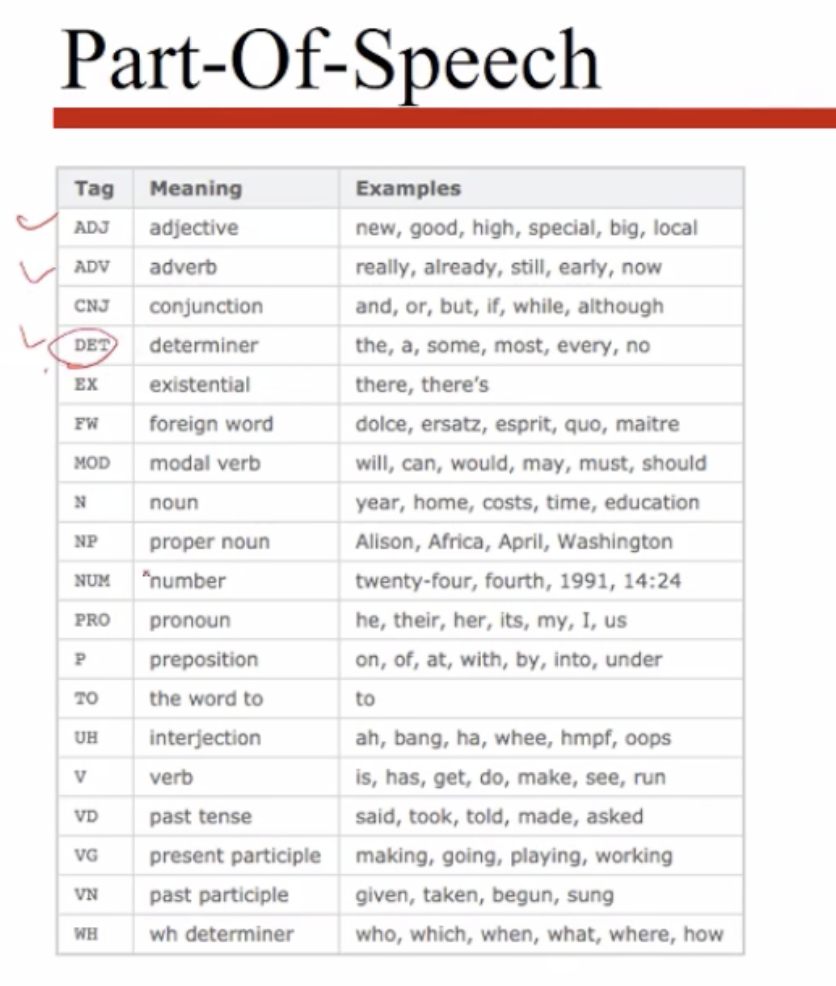 Part-Of-Speech
Tag Meaning Examples
ADJ adjective new, good, high, special, big, local
ADV adverb really, already, still, early, now
CNJ conjunction and, or, but, if, while, although
DET determiner the, a, some, most, every, no
EX existential there, there's
FW foreign word dolce, ersatz, esprit, quo, maitre
MOD modal verb will, can, would, may, must, should
N noun year, home, costs, time, education
NP proper noun Alison, Africa, April, Washington
NUM number twenty-four, fourth, 1991, 14:24
PRO pronoun he, their, her, its, my, I, us
P preposition on, of, at, with, by, into, under
TO the word to to
UH interjection ah, bang, ha, whee, hmpf, oops
V verb is, has, get, do, make, see, run
VD past tense said, took, told, made, asked
VG present participle making, going, playing, working
VN past participle given, taken, begun, sung
WH wh determiner who, which, when, what, where, how